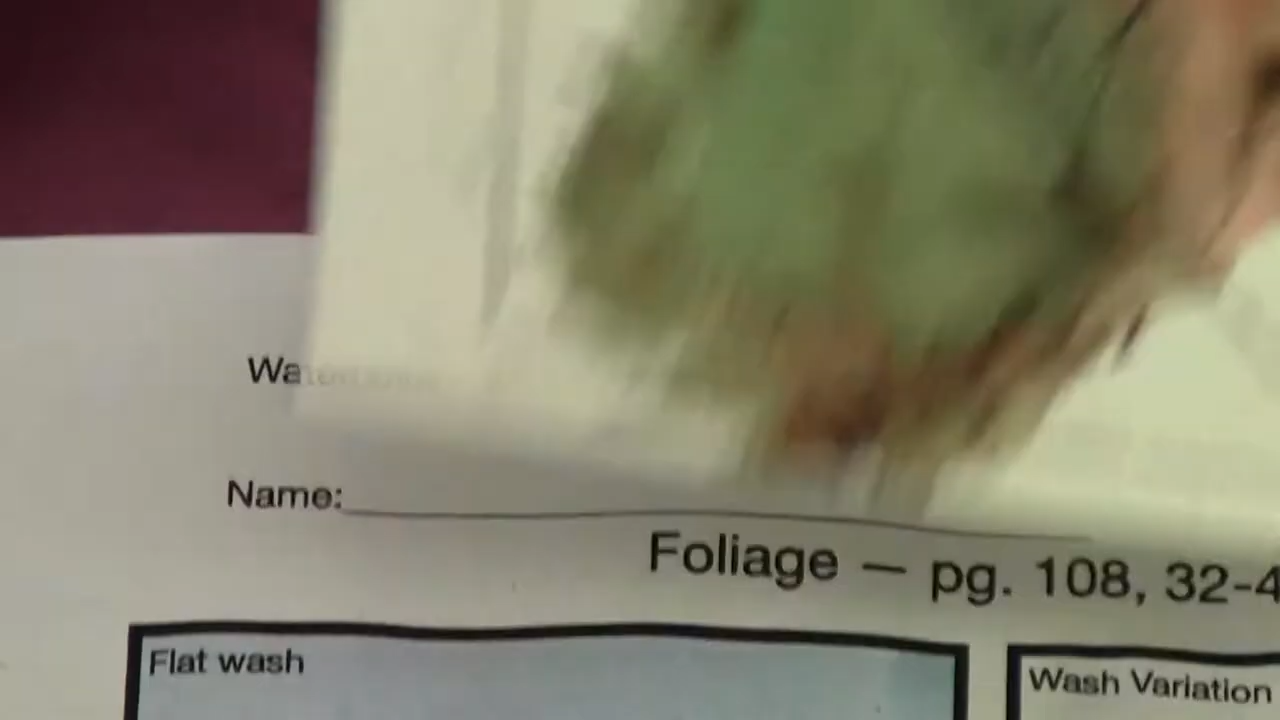 Wa
Name:
Foliage — pg. 108, 32-4
Flat wash
Wash Variation